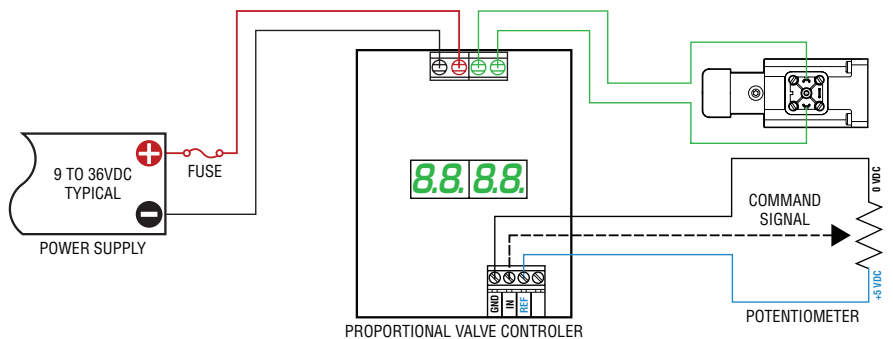 9 TO 36VDC
TYPICAL
FUSE
POWER SUPPLY
8.8. 8.8.
GND
IN
REF
PROPORTIONAL VALVE CONTROLER
COMMAND
SIGNAL
0 VDC
+5 VDC
POTENTIOMETER